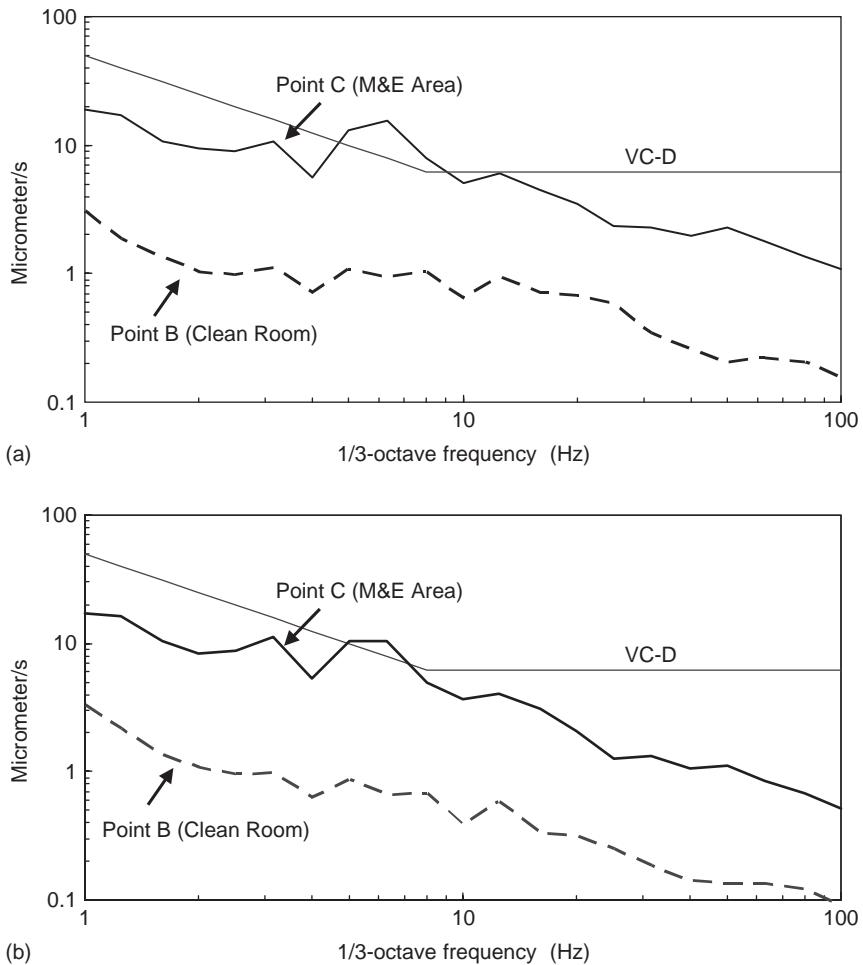 100
10
1
0.1
Micrometer/s
Point C (M&E Area)
VC-D
Point B (Clean Room)
1 10 100
(a) 1/3-octave frequency (Hz)
100
10
1
0.1
Micrometer/s
Point C (M&E Area)
VC-D
Point B (Clean Room)
1 10 100
(b) 1/3-octave frequency (Hz)